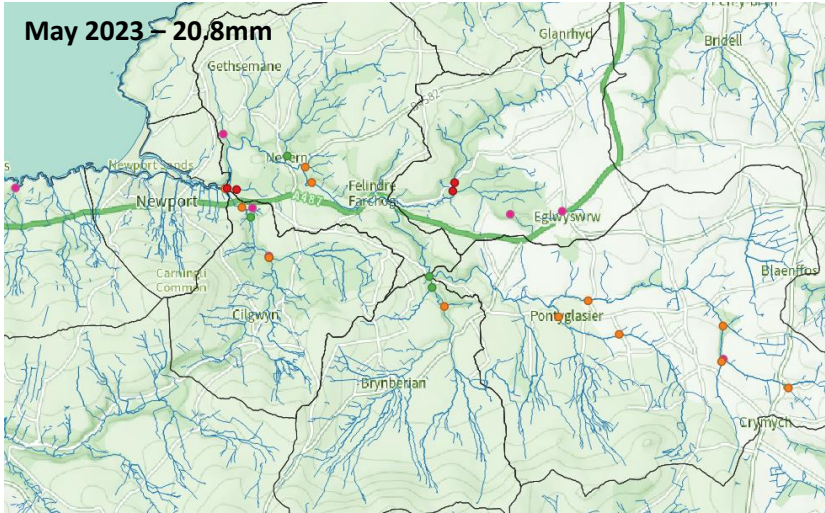 May 2023 – 20.8mm
Glanrhyd
Bridell
Gethsemane
Nevern
Newport Sands
Felindre
Farchog
Newport
A487
Eglwyswrw
Carningli
Common
Blaenffos
Cilgwyn
Pontyglasier
Brynberian
Crymych